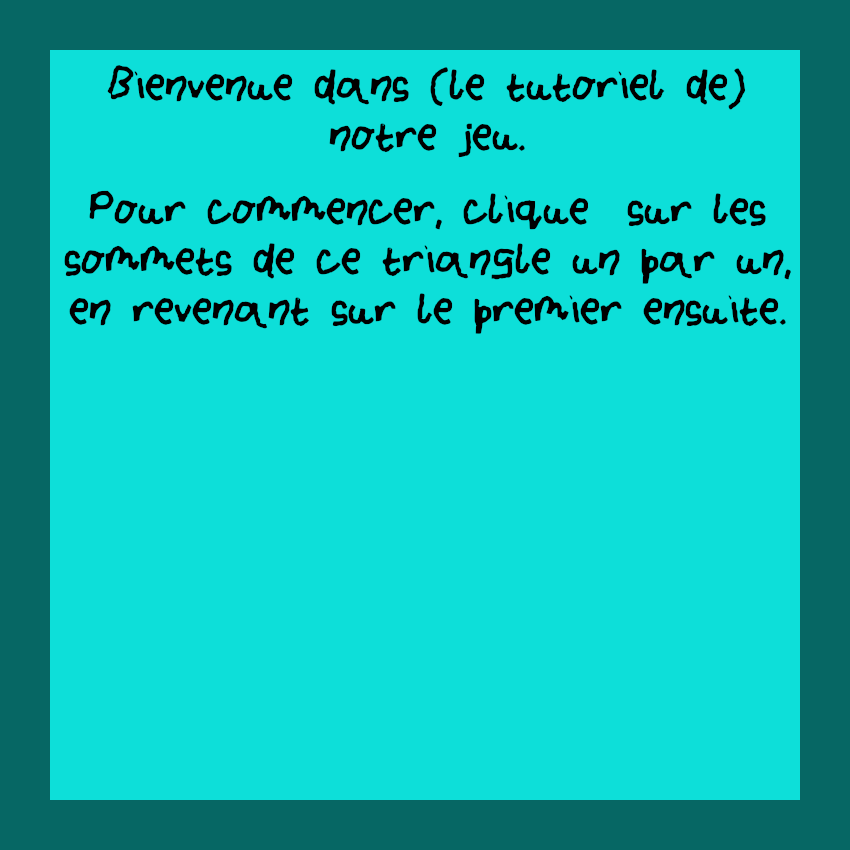 Bienvenue dans (le tutoriel de)
notre jeu.
Pour commencer, clique  sur les
sommets de ce triangle un par un,
en revenant sur le premier ensuite.